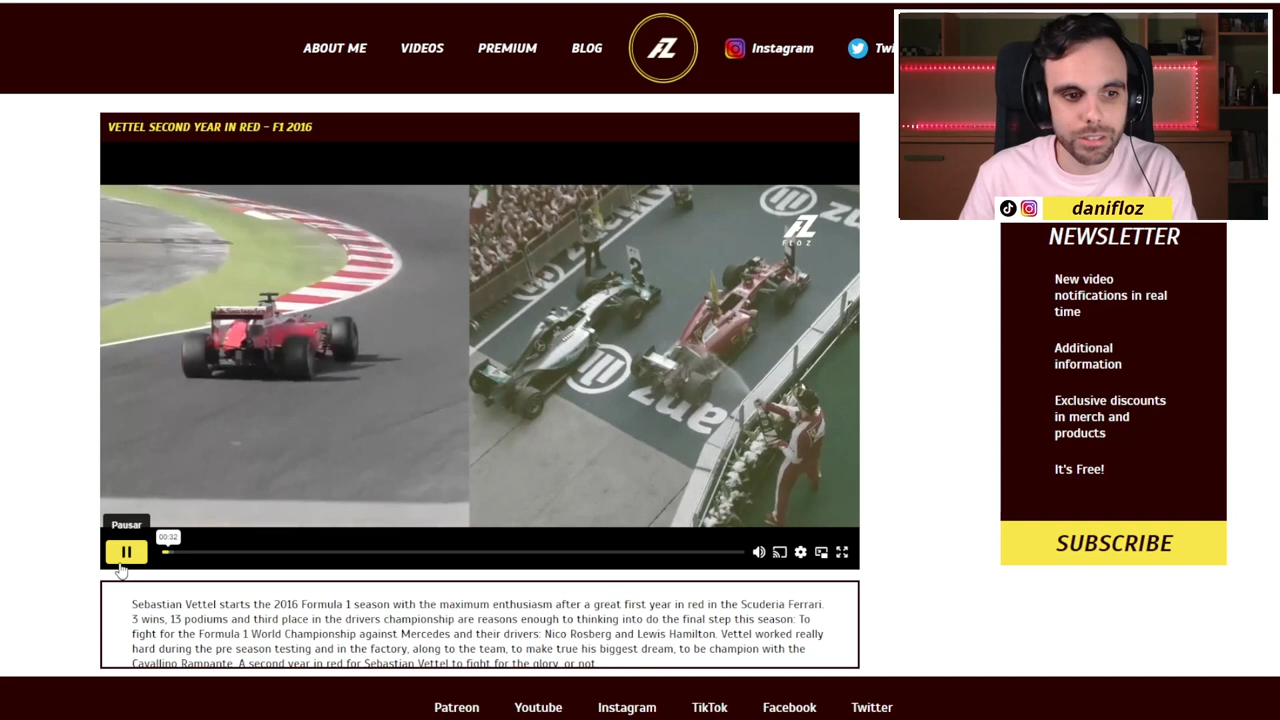 ABOUT ME
VIDEOS
PREMIUM
BLOG
FZ
Instagram
Twi
VETTEL SECOND YEAR IN RED – F1 2016
FLOZ
danifloz
NEWSLETTER
New video
notifications in real
time
Additional
information
Exclusive discounts
in merch and
products
It's Free!
SUBSCRIBE
Pausar
00:32
Sebastian Vettel starts the 2016 Formula 1 season with the maximum enthusiasm after a great first year in red in the Scuderia Ferrari.
3 wins, 13 podiums and third place in the drivers championship are reasons enough to thinking into do the final step this season: To
fight for the Formula 1 World Championship against Mercedes and their drivers: Nico Rosberg and Lewis Hamilton. Vettel worked really
hard during the pre season testing and in the factory, along to the team, to make true his biggest dream, to be champion with the
Cavallino Rampante. A second year in red for Sebastian Vettel to fight for the glory, or not
Patreon
Youtube
Instagram
TikTok
Facebook
Twitter